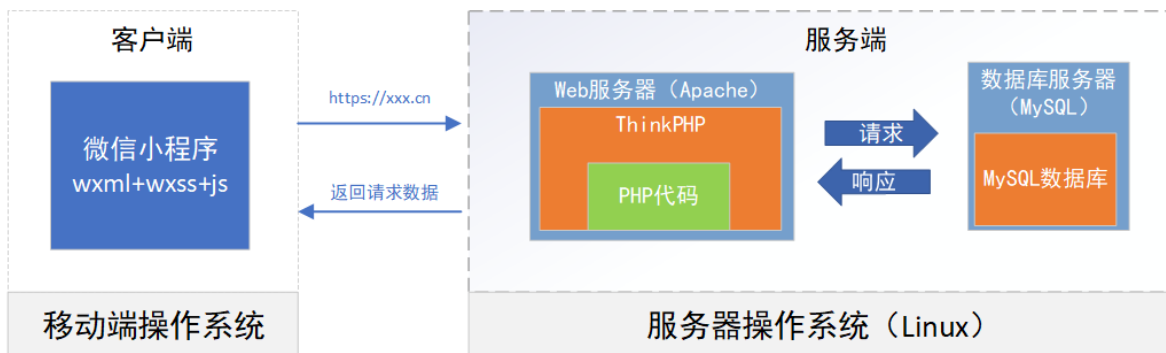 客户端
微信小程序
wxml+wxss+js
移动端操作系统
https://xxx.cn
返回请求数据
服务端
Web服务器（Apache）
ThinkPHP
PHP代码
请求
响应
数据库服务器
（MySQL）
MySQL数据库
服务器操作系统（Linux）